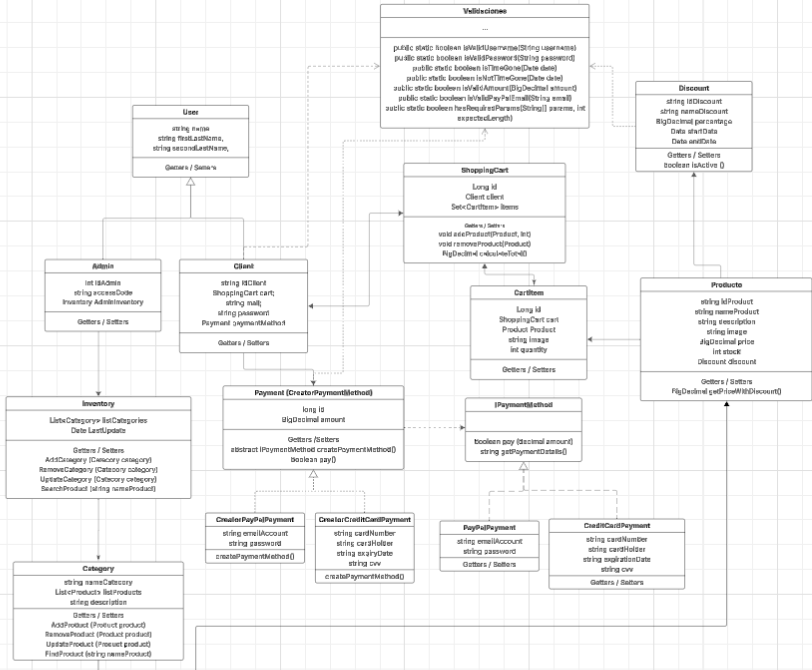 Validaciones
...
public static boolean isValidUsername(String username)
public static boolean isValidPassword(String password)
public static boolean isTimeGone(Date date)
public static boolean isNotTimeGone(Date date)
public static boolean isValidAmount(BigDecimal amount)
public static boolean isValidPayPalEmail(String email)
public static boolean hasRequiredParams(String[] params, int
expectedLength)
Discount
string idDiscount
string nameDiscount
BigDecimal percentage
Date startDate
Date endDate
Getters / Setters
boolean isActive ()
User
string name
string firstLastName,
string secondLastName,
Getters / Setters
ShoppingCart
Long id
Client client
Set<CartItem> items
Getters / Setters
void addProduct(Product, int)
void removeProduct(Product)
BigDecimal calculateTotal()
Admin
int idAdmin
string accessCode
Inventory AdminInventory
Getters / Setters
Client
string idClient
ShoppingCart cart;
string mail;
string password
Payment paymentMethod
Getters / Setters
CartItem
Long id
ShoppingCart cart
Product Product
string image
int quantity
Getters / Setters
Producto
string idProduct
string nameProduct
string description
string image
BigDecimal price
int stock
Discount discount
Getters / Setters
BigDecimal getPriceWithDiscount()
Inventory
List<Category> listCategories
Date LastUpdate
Getters / Setters
AddCategory (Category category)
RemoveCategory (Category category)
UpdateCategory (Category category)
SearchProduct (string nameProduct)
Payment (CreatorPaymentMethod)
long id
BigDecimal amount
Getters /Setters
abstract IPaymentMethod createPaymentMethod()
Boolean pay()
IPaymentMethod
boolean pay (decimal amount)
string getPaymentDetails()
CreatorPayPalPayment
string emailAccount
string password
createPaymentMethod()
CreatorCreditCardPayment
string cardNumber
string cardHolder
string expiryDate
string cvv
createPaymentMethod()
PayPalPayment
string emailAccount
string password
Getters / Setters
CreditCardPayment
string cardNumber
string cardHolder
string expirationDate
string cvv
Getters / Setters
Category
string nameCategory
List<Product> listProducts
string description
Getters / Setters
AddProduct (Product product)
RemoveProduct (Product product)
UpdateProduct (Product product)
FindProduct (string nameProduct)